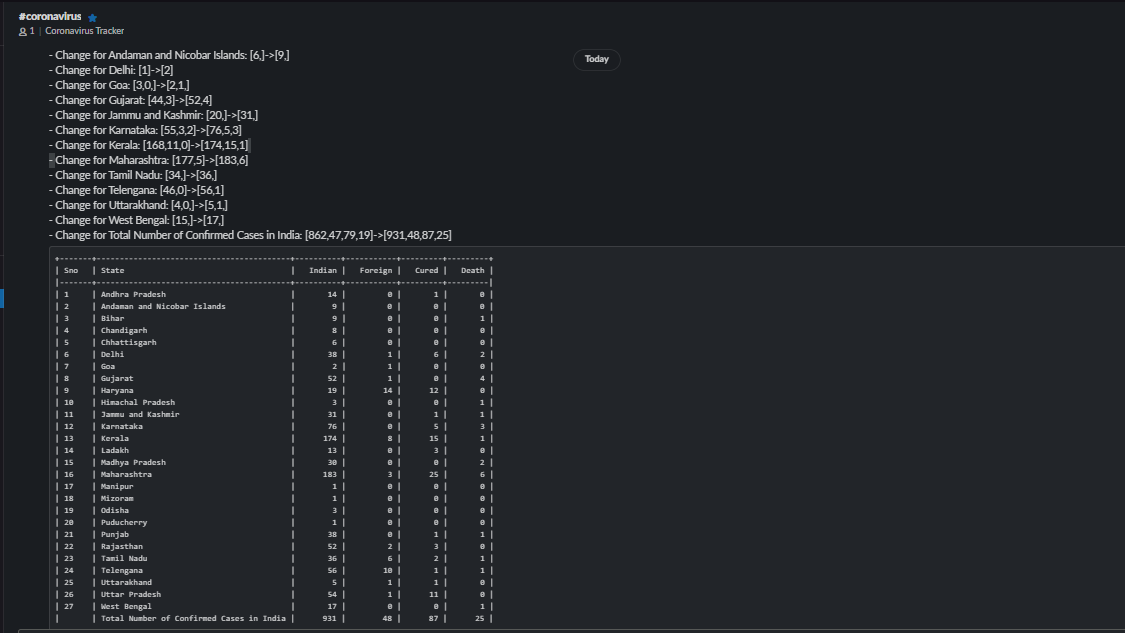 #coronavirus
1 | Coronavirus Tracker
Today
- Change for Andaman and Nicobar Islands: [6,]->[9,]
- Change for Delhi: [1]->[2]
- Change for Goa: [3,0,]->[2,1,]
- Change for Gujarat: [44,3]->[52,4]
- Change for Jammu and Kashmir: [20,]->[31,]
- Change for Karnataka: [55,3,2]->[76,5,3]
- Change for Kerala: [168,11,0]->[174,15,1]
- Change for Maharashtra: [177,5]->[183,6]
- Change for Tamil Nadu: [34,]->[36,]
- Change for Telengana: [46,0]->[56,1]
- Change for Uttarakhand: [4,0,]->[5,1,]
- Change for West Bengal: [15,]->[17,]
- Change for Total Number of Confirmed Cases in India: [862,47,79,19]->[931,48,87,25]
| Sno | State | Indian | Foreign | Cured | Death |
| 1 | Andhra Pradesh | 14 | 0 | 1 | 0 |
| 2 | Andaman and Nicobar Islands | 9 | 0 | 0 | 0 |
| 3 | Bihar | 9 | 0 | 0 | 1 |
| 4 | Chandigarh | 8 | 0 | 0 | 0 |
| 5 | Chhattisgarh | 6 | 0 | 0 | 0 |
| 6 | Delhi | 38 | 1 | 6 | 2 |
| 7 | Goa | 2 | 1 | 0 | 0 |
| 8 | Gujarat | 52 | 1 | 0 | 4 |
| 9 | Haryana | 19 | 14 | 12 | 0 |
| 10 | Himachal Pradesh | 3 | 0 | 0 | 1 |
| 11 | Jammu and Kashmir | 31 | 0 | 1 | 1 |
| 12 | Karnataka | 76 | 0 | 5 | 3 |
| 13 | Kerala | 174 | 8 | 15 | 1 |
| 14 | Ladakh | 13 | 0 | 3 | 0 |
| 15 | Madhya Pradesh | 30 | 0 | 0 | 2 |
| 16 | Maharashtra | 183 | 3 | 25 | 6 |
| 17 | Manipur | 1 | 0 | 0 | 0 |
| 18 | Mizoram | 1 | 0 | 0 | 0 |
| 19 | Odisha | 3 | 0 | 0 | 0 |
| 20 | Puducherry | 1 | 0 | 0 | 0 |
| 21 | Punjab | 38 | 0 | 1 | 1 |
| 22 | Rajasthan | 52 | 2 | 3 | 0 |
| 23 | Tamil Nadu | 36 | 6 | 2 | 1 |
| 24 | Telengana | 56 | 10 | 1 | 1 |
| 25 | Uttarakhand | 5 | 1 | 1 | 0 |
| 26 | Uttar Pradesh | 54 | 1 | 11 | 0 |
| 27 | West Bengal | 17 | 0 | 0 | 1 |
| | Total Number of Confirmed Cases in India | 931 | 48 | 87 | 25 |